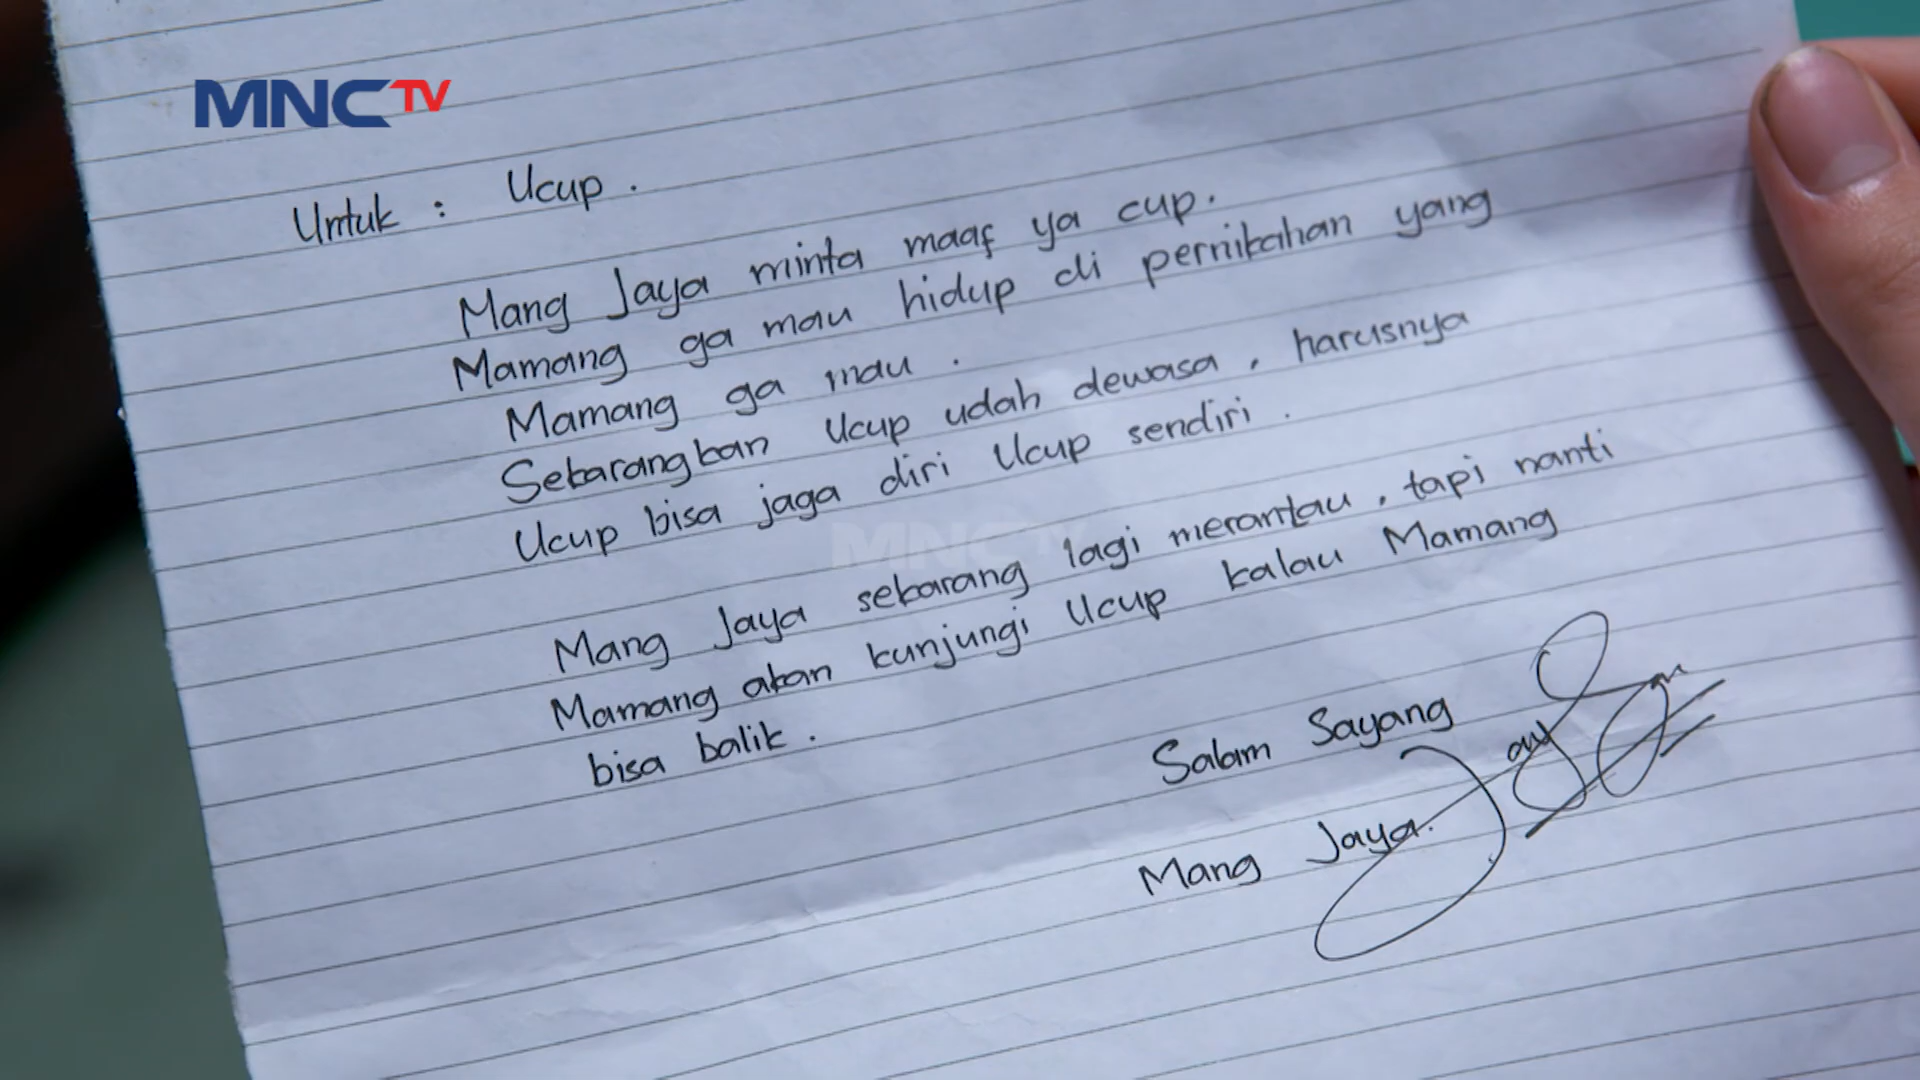 MNCTV
Untuk : Ucup .
Mang Jaya minta maaf ya cup.
Mamang ga mau hidup di pernikahan yang
Mamang ga mau .
Sekarangkan Ucup udah dewasa , harusnya
Ucup bisa jaga diri Ucup sendiri .
MNCTV
Mang Jaya sekarang lagi merantau , tapi nanti
Mamang akan kunjungi Ucup kalau Mamang
bisa balik .
Salam Sayang
Mang Jaya.